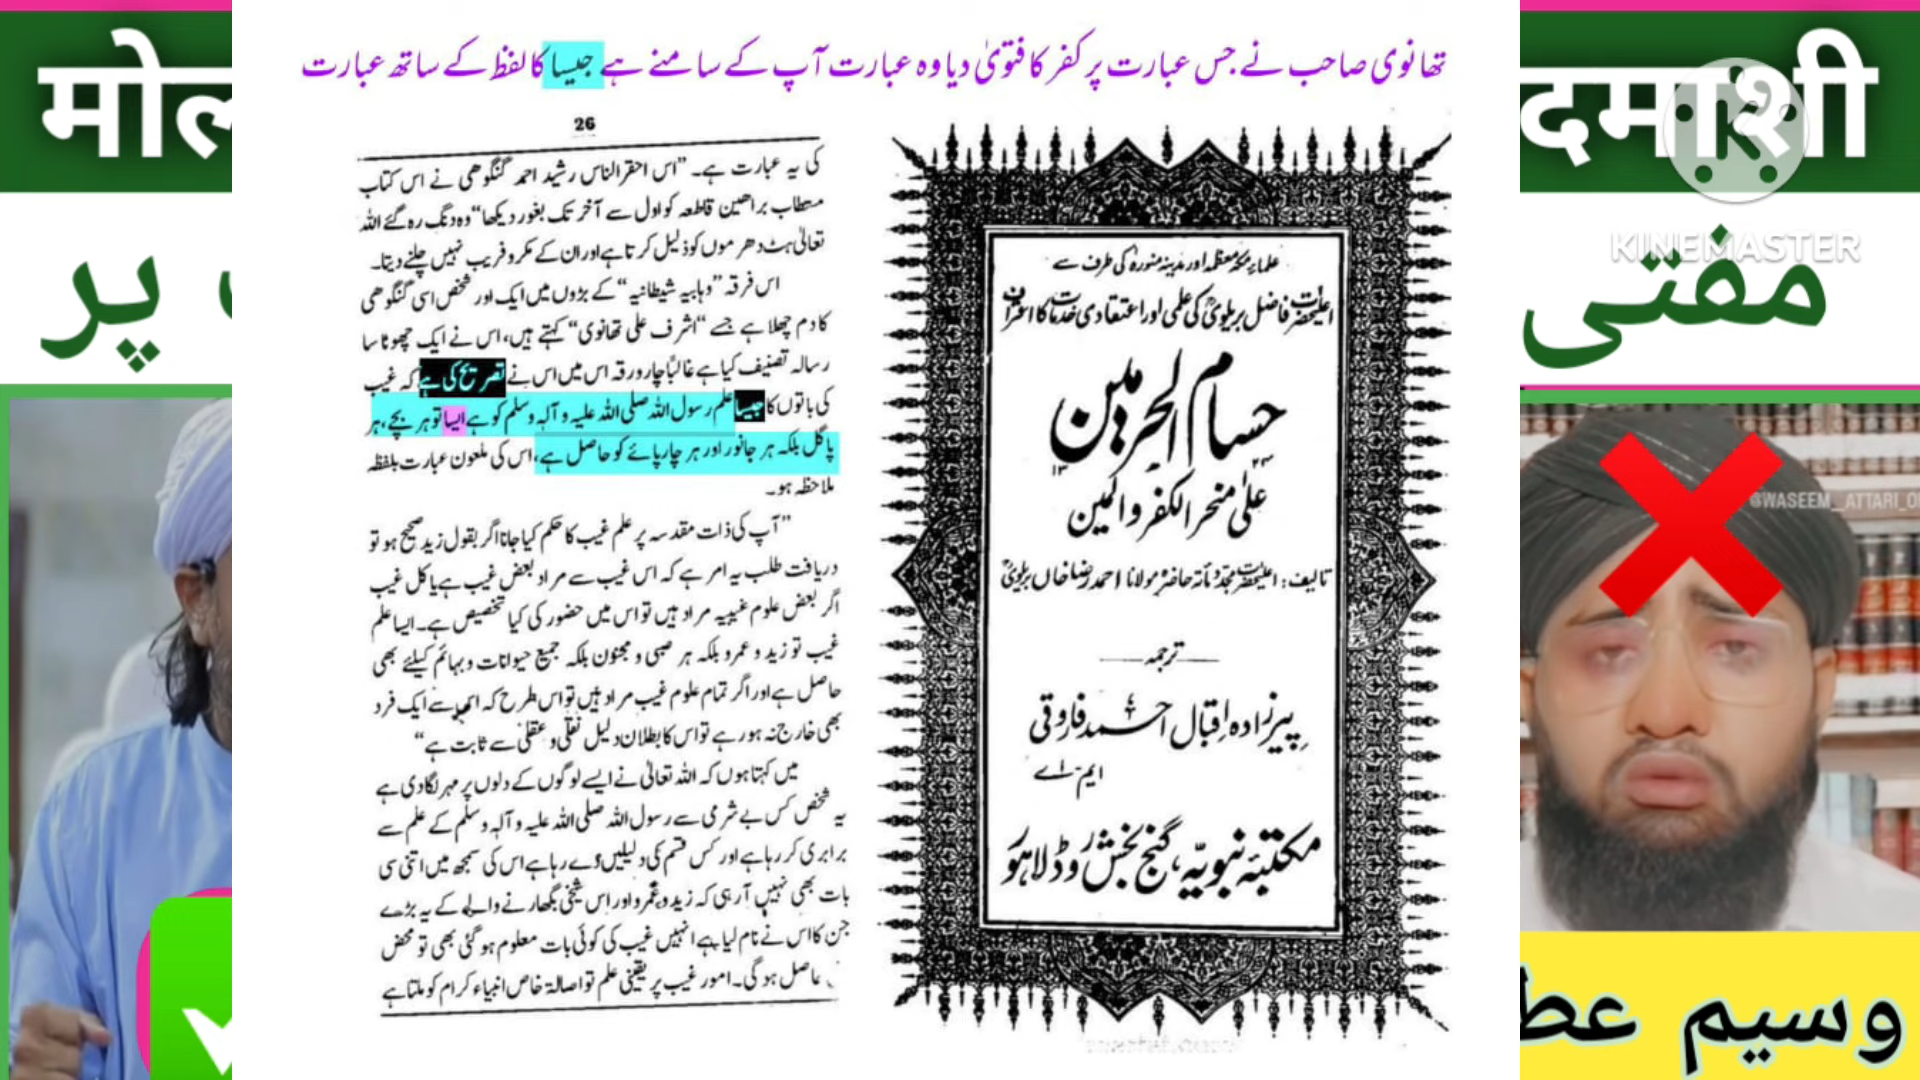 تھانوی صاحب نے جس عبارت پر کفر کا فتویٰ دیا وہ عبارت آپ کے سامنے ہے جیسا کا لفظ کے ساتھ عبارت
मोल
दमाशी
KINEMASTER
پر
مفتی
26
کی یہ عبارت ہے۔ ”اس احقر الناس رشید احمد گنگوھی نے اس کتاب
مستطاب براھین قاطعہ کو اول سے آخر تک بغور دیکھا“ وہ دنگ رہ گئے اللہ
تعالیٰ ہٹ دھرموں کو ذلیل کرتا ہے اور ان کے مکر و فریب نہیں چلنے دیتا۔
اس فرقہ ”وہابیہ شیطانیہ“ کے بڑوں میں ایک اور شخص اسی گنگوھی
کا دم چھلا ہے جسے ”اشرف علی تھانوی“ کہتے ہیں، اس نے ایک چھوٹا سا
رسالہ تصنیف کیا ہے غالباً چار ورقہ اس میں اس نے تصریح کی ہے کہ غیب
کی باتوں کا جیسا علم رسول اللہ صلی اللہ علیہ و آلہ وسلم کو ہے ایسا تو ہر بچے، ہر
پاگل بلکہ ہر جانور اور ہر چارپائے کو حاصل ہے، اس کی ملعون عبارت بلفظہ
ملاحظہ ہو۔
”آپ کی ذات مقدسہ پر علم غیب کا حکم کیا جانا اگر بقول زید صحیح ہو تو
دریافت طلب یہ امر ہے کہ اس غیب سے مراد بعض غیب ہے یا کل غیب
اگر بعض علوم غیبیہ مراد ہیں تو اس میں حضور کی کیا تخصیص ہے۔ ایسا علم
غیب تو زید و عمرو بلکہ ہر صبی و مجنون بلکہ جمیع حیوانات و بہائم کیلئے بھی
حاصل ہے اور اگر تمام علوم غیب مراد ہیں تو اس طرح کہ اس سے ایک فرد
بھی خارج نہ ہو رہے تو اس کا بطلان دلیل نقلی و عقلی سے ثابت ہے“
میں کہتا ہوں کہ اللہ تعالیٰ نے ایسے لوگوں کے دلوں پر مہر لگا دی ہے
یہ شخص کس بے شرمی سے رسول اللہ صلی اللہ علیہ و آلہ وسلم کے علم سے
برابری کر رہا ہے اور کس قسم کی دلیلیں دے رہا ہے اس کی سمجھ میں اتنی سی
بات بھی نہیں آ رہی کہ زید و عمرو اور اس شیخی بگھارنے والے کے یہ بڑے
جن کا اس نے نام لیا ہے انہیں غیب کی کوئی بات معلوم ہو گئی بھی تو محض
حاصل ہو گی۔ امور غیب پر یقینی علم تو اصالۃ خاص انبیاء کرام کو ملتا ہے
علمائے مکہ معظمہ اور مدینہ منورہ کی طرف سے
اعلیحضرت فاضل بریلویؒ کی علمی اور اعتقادی خدمات کا اعتراف
حسام الحرمین
۱۳ ۲۴
علیٰ منحر الکفر والمین
تالیف: اعلیحضرت مجدد مأتہ حاضرہ مولانا احمد رضا خاں بریلویؒ
ترجمہ
پیرزادہ اقبال احمد فاروقی
ایم-اے
مکتبۂ نبویہ، گنج بخش روڈ لاہور
@WASEEM_ATTARI_O
وسیم عط